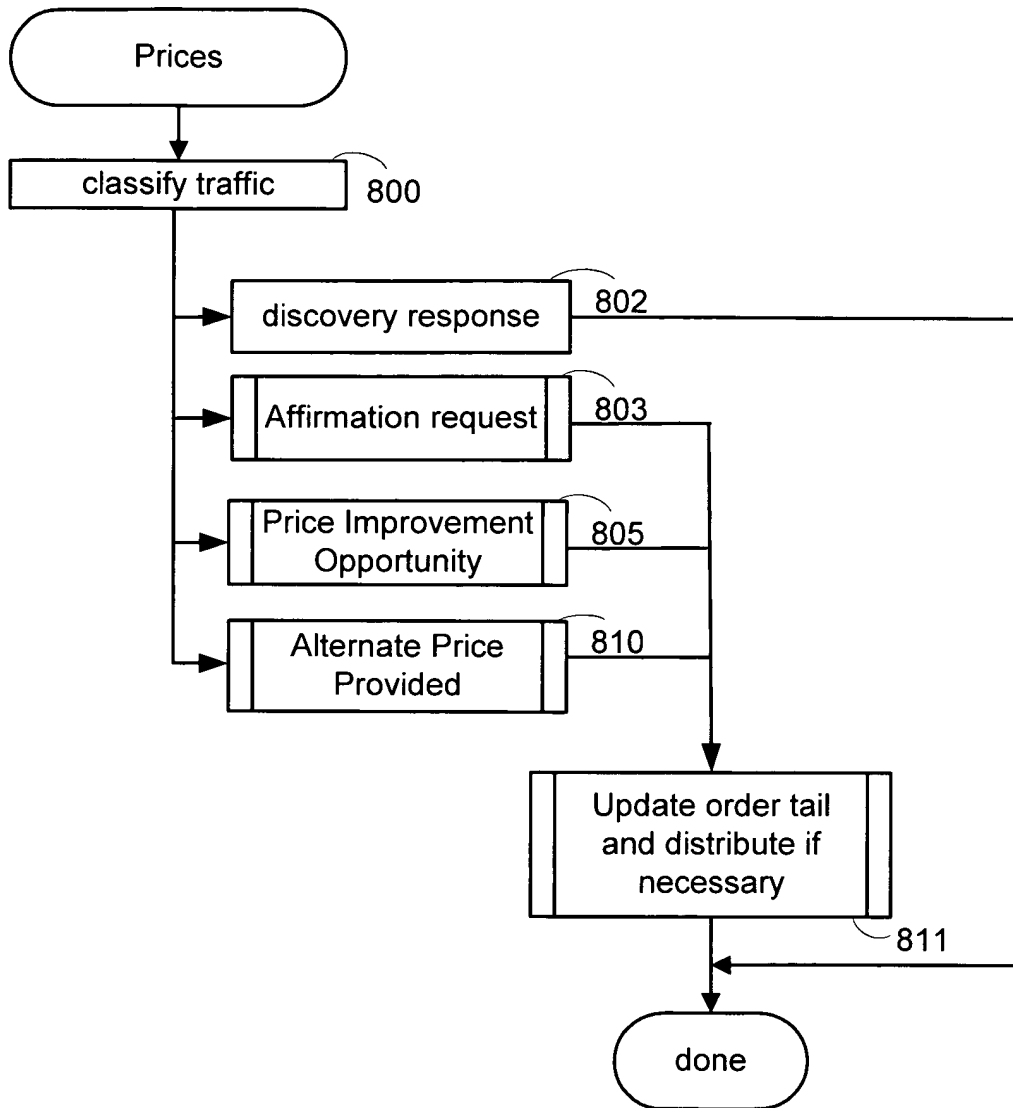 Prices
classify traffic
800
discovery response
802
Affirmation request
803
Price Improvement
Opportunity
805
Alternate Price
Provided
810
Update order tail
and distribute if
necessary
811
done